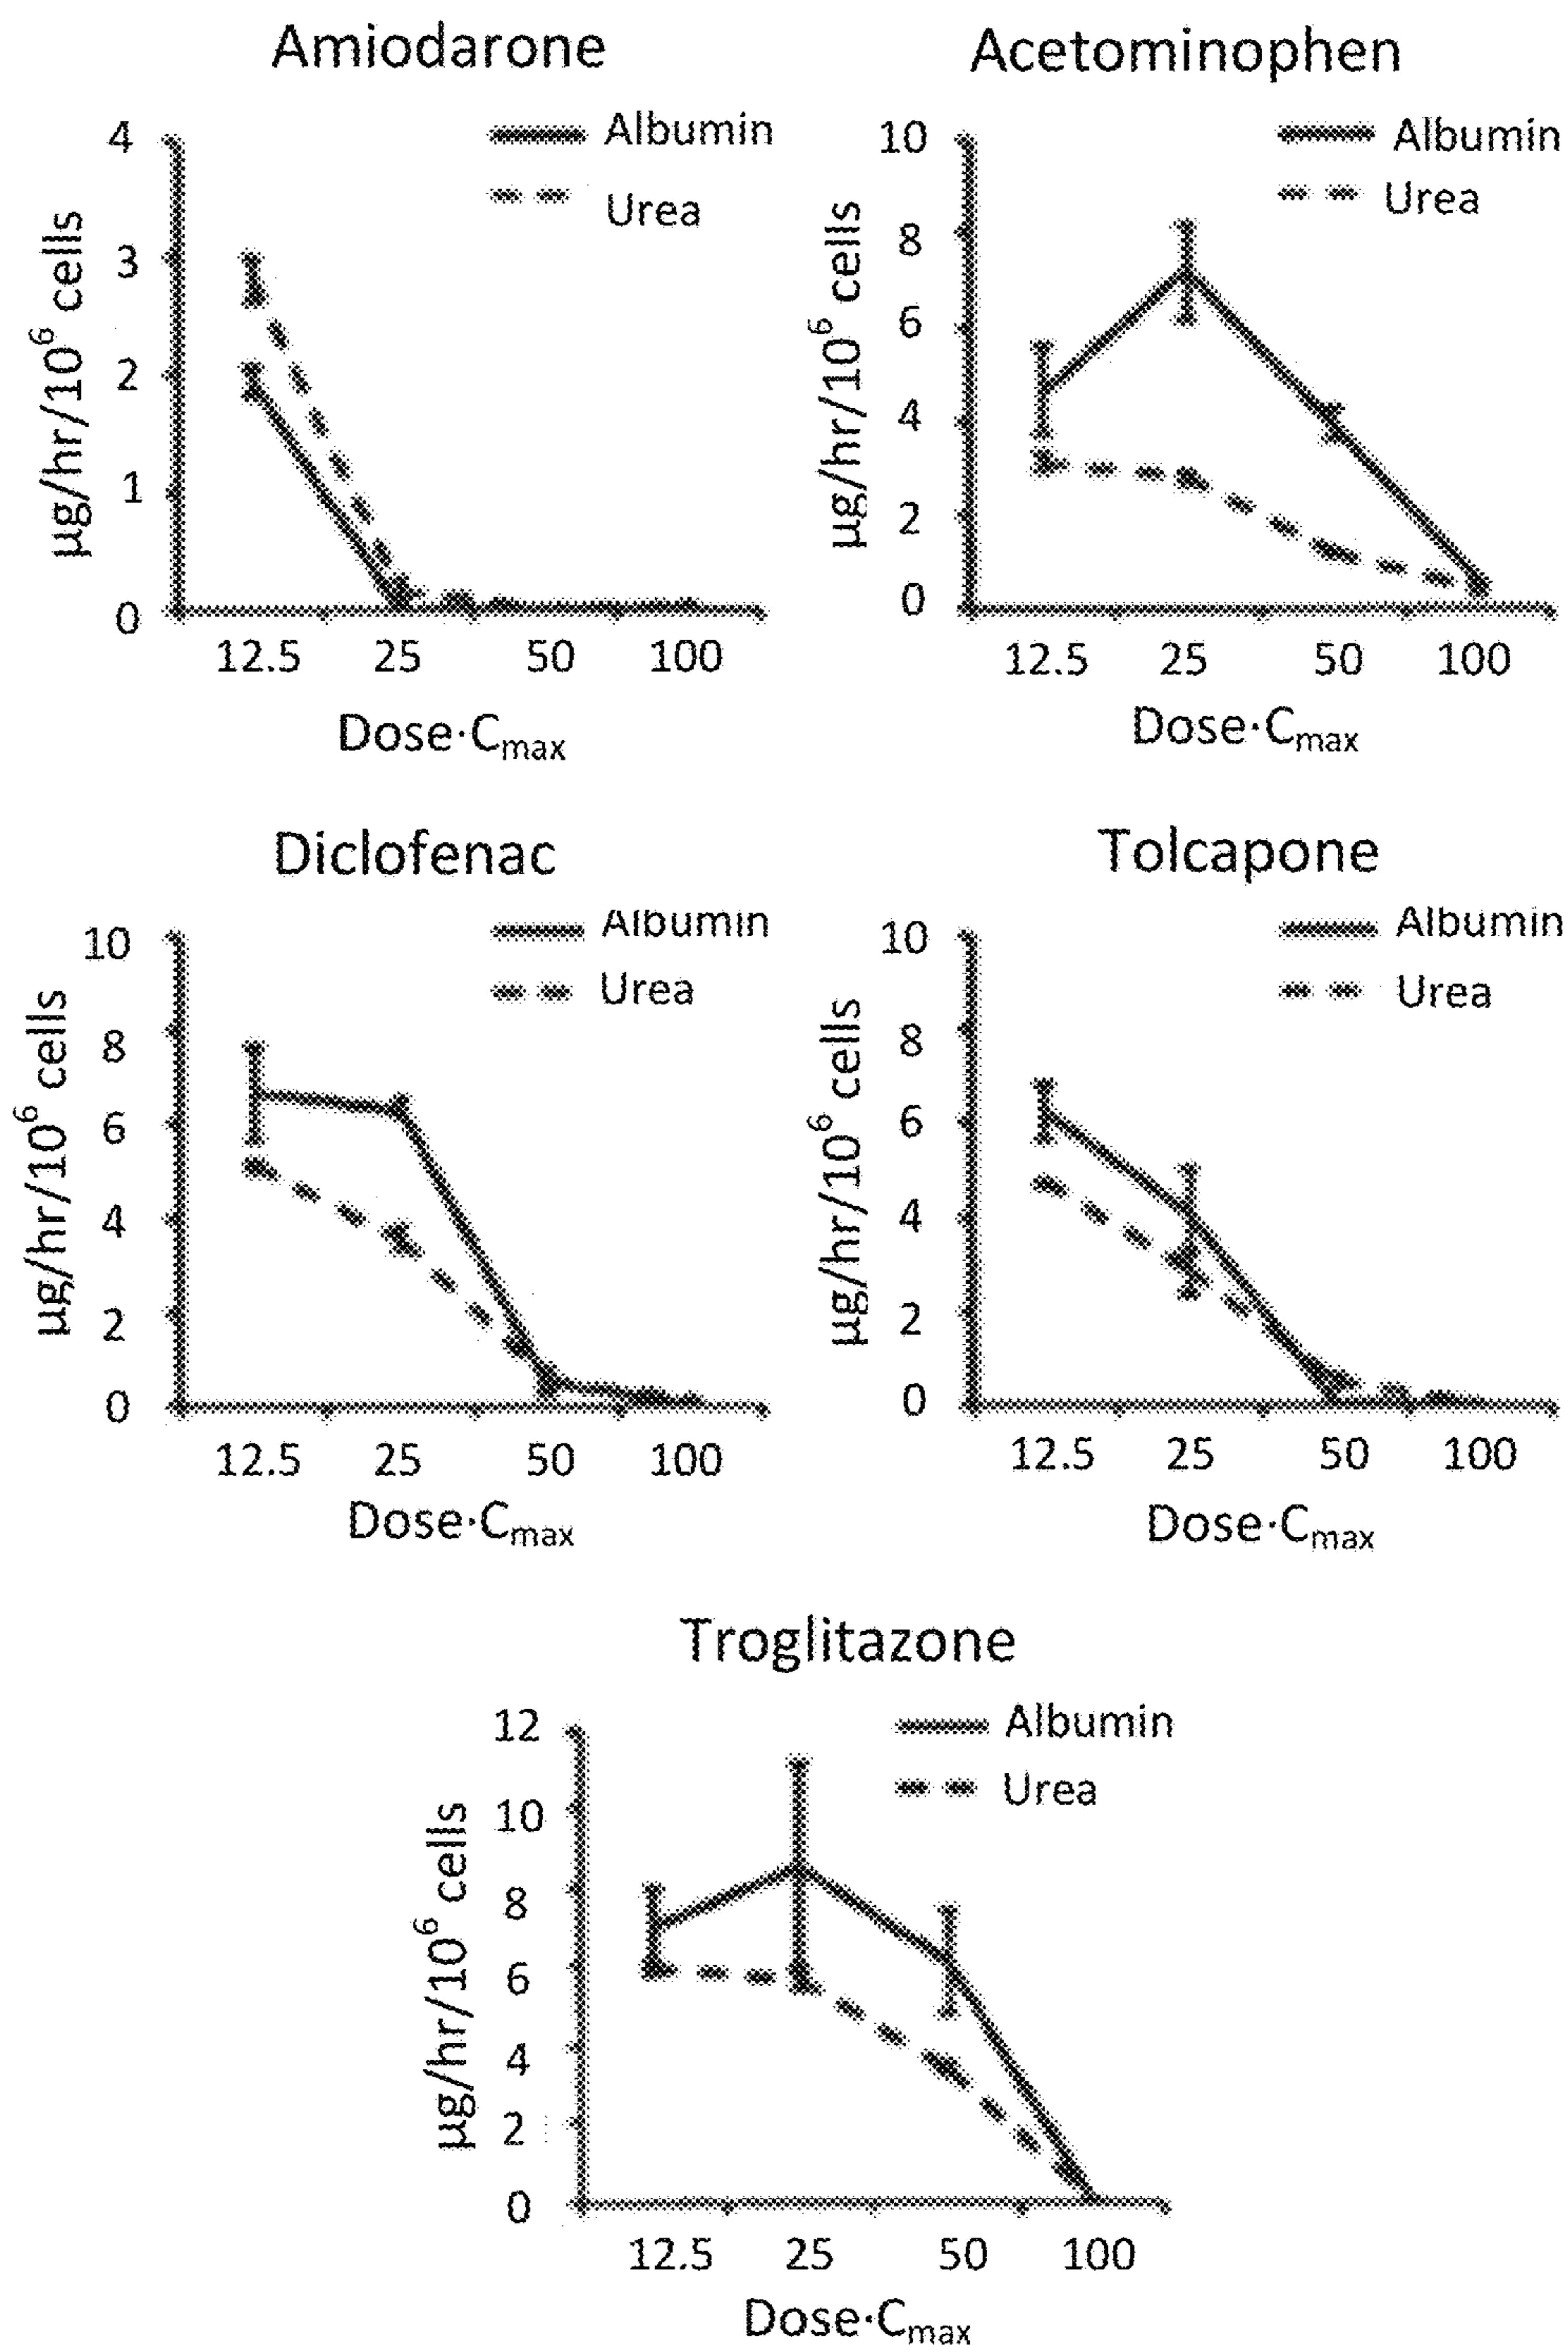 Amiodarone
Albumin
Urea
4
3
2
1
0
µg/hr/10⁶ cells
12.5 25 50 100
Dose·Cmax
Acetominophen
Albumin
Urea
10
8
6
4
2
0
µg/hr/10⁶ cells
12.5 25 50 100
Dose·Cmax
Diclofenac
Albumin
Urea
10
8
6
4
2
0
µg/hr/10⁶ cells
12.5 25 50 100
Dose·Cmax
Tolcapone
Albumin
Urea
10
8
6
4
2
0
µg/hr/10⁶ cells
12.5 25 50 100
Dose·Cmax
Troglitazone
Albumin
Urea
12
10
8
6
4
2
0
µg/hr/10⁶ cells
12.5 25 50 100
Dose·Cmax